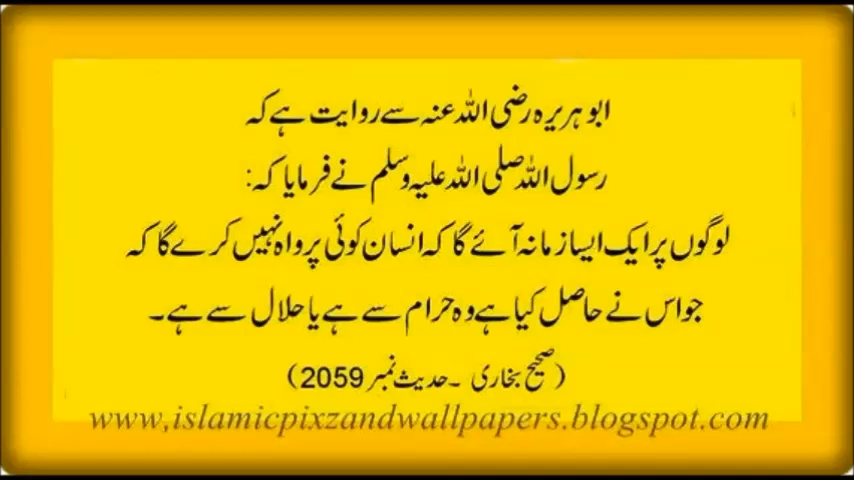 ابو ہریرہ رضی اللہ عنہ سے روایت ہے کہ
رسول اللہ صلی اللہ علیہ وسلم نے فرمایا کہ:
لوگوں پر ایک ایسا زمانہ آئے گا کہ انسان کوئی پرواہ نہیں کرے گا کہ
جو اس نے حاصل کیا ہے وہ حرام سے ہے یا حلال سے ہے۔
(صحیح بخاری ۔ حدیث نمبر 2059)
www,islamicpixzandwallpapers.blogspot.com